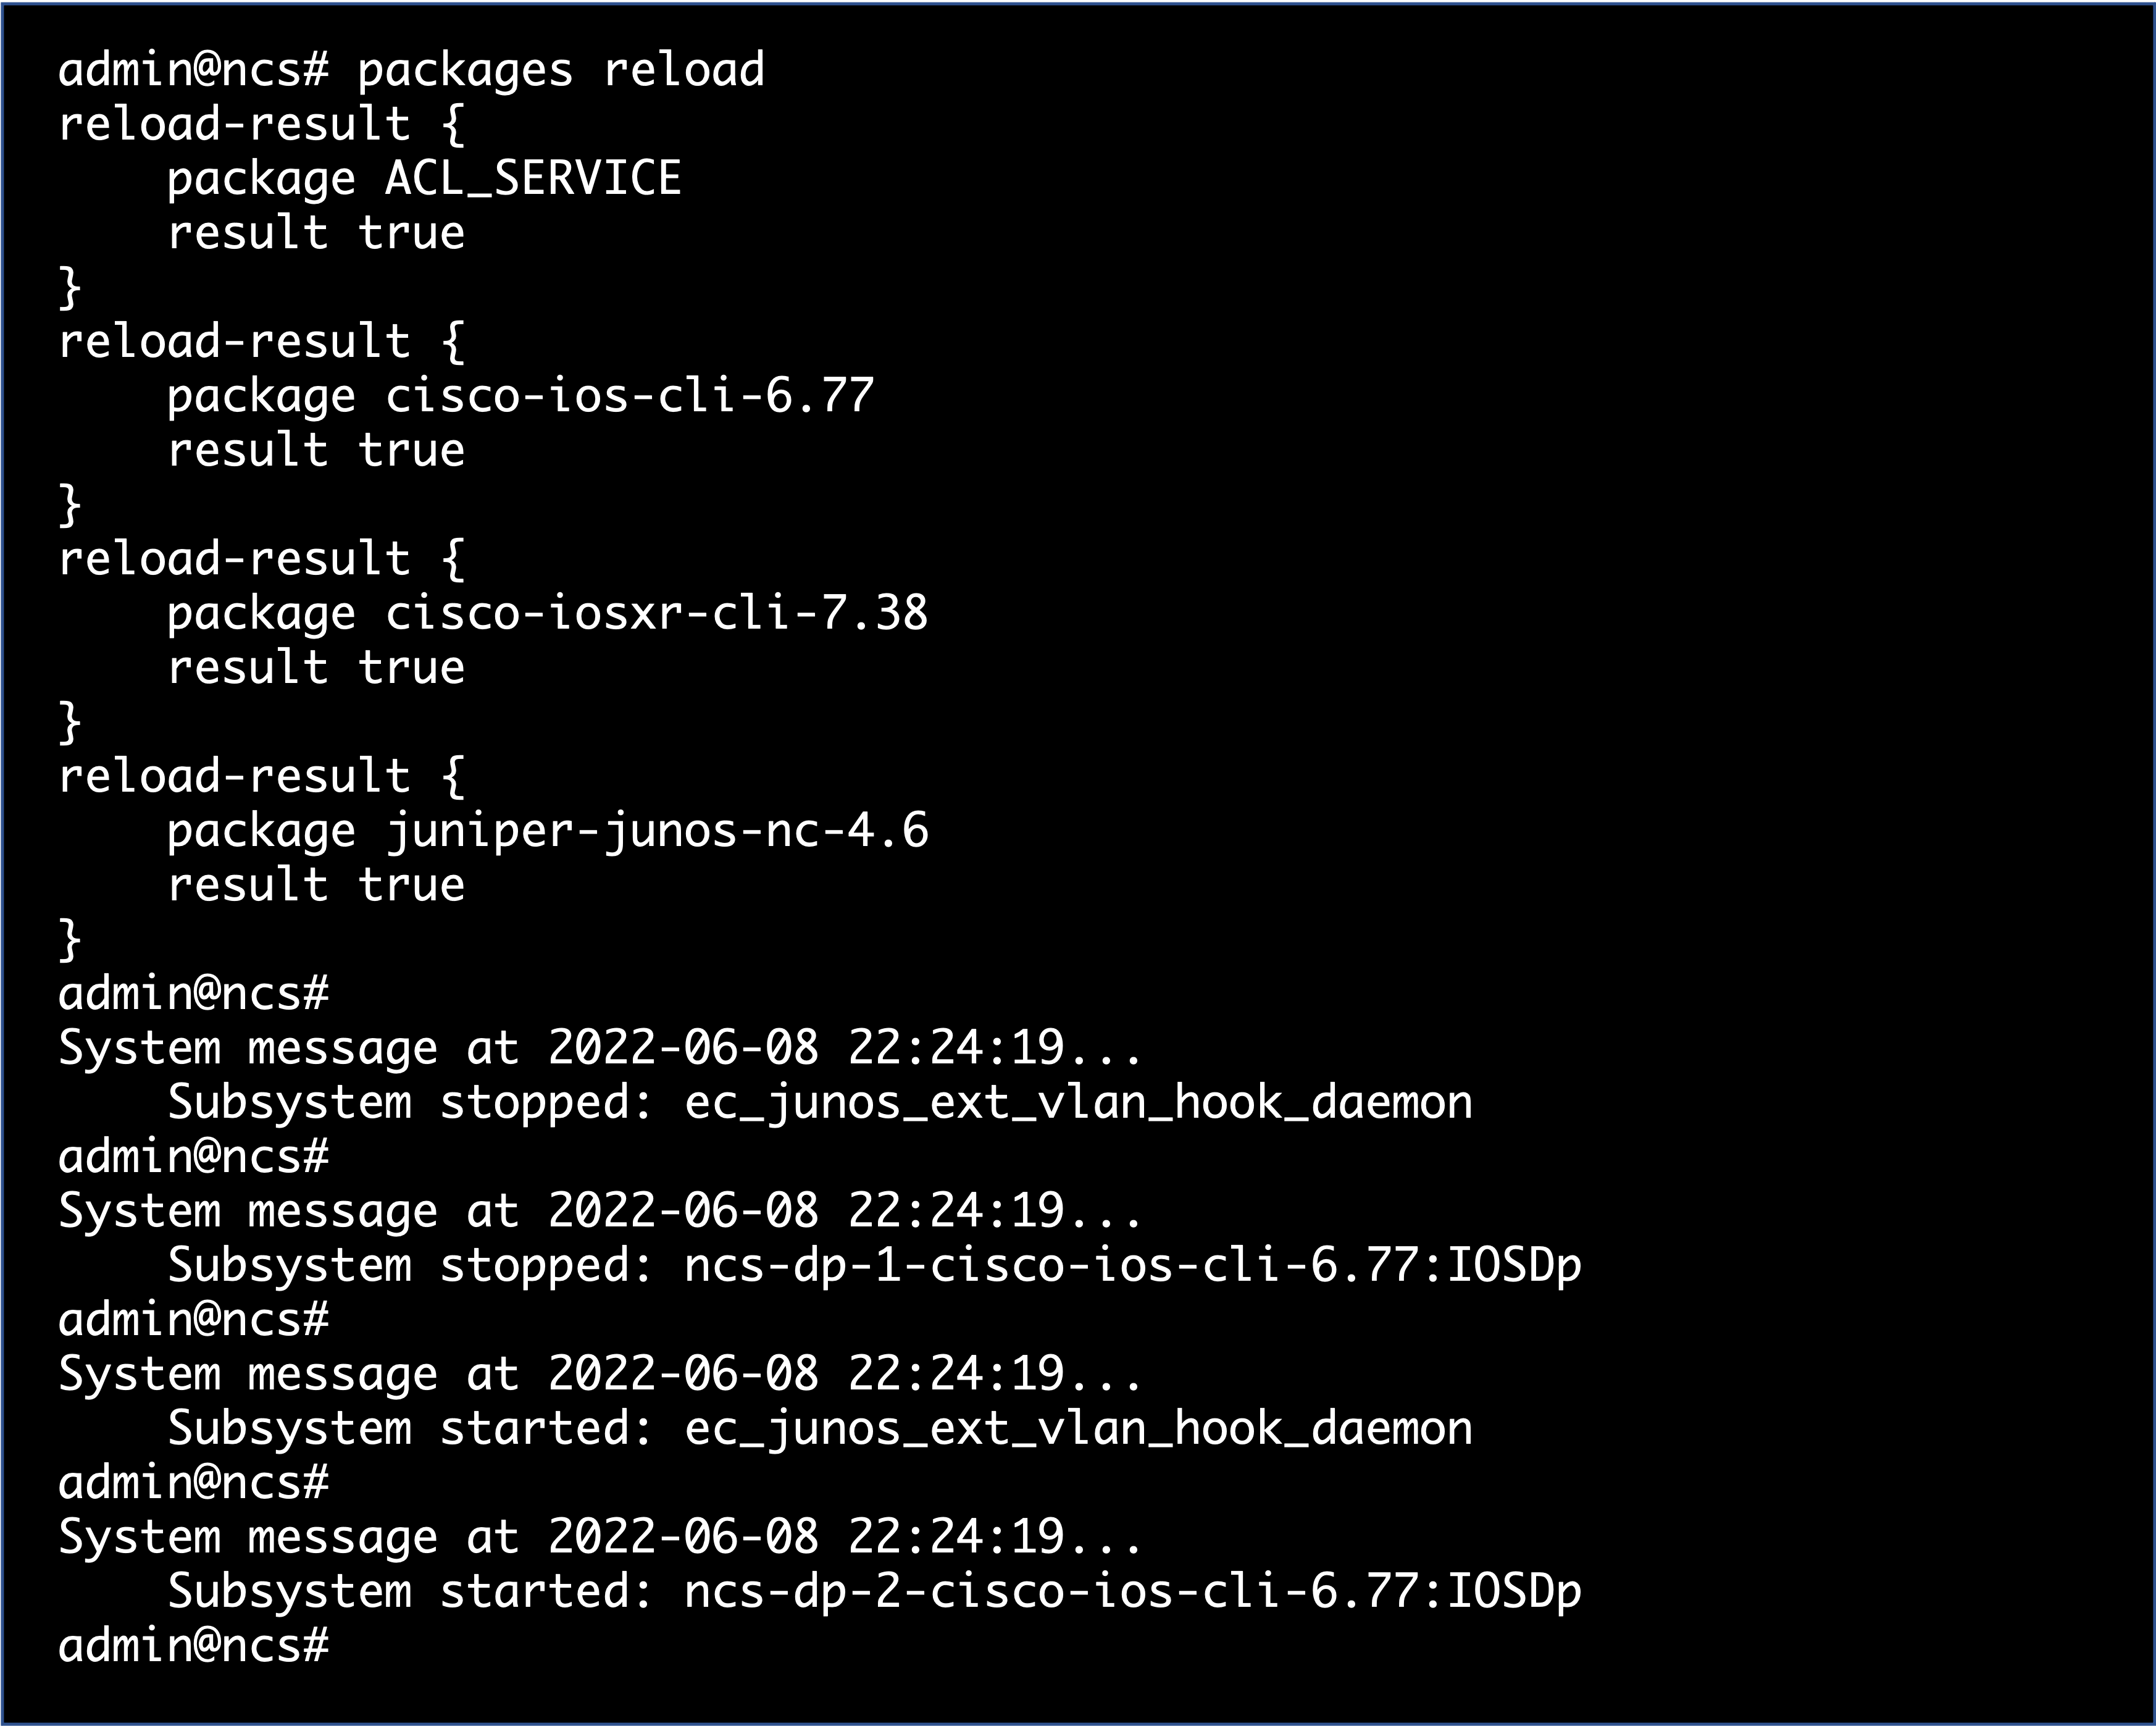 admin@ncs# packages reload
reload-result {
    package ACL_SERVICE
    result true
}
reload-result {
    package cisco-ios-cli-6.77
    result true
}
reload-result {
    package cisco-iosxr-cli-7.38
    result true
}
reload-result {
    package juniper-junos-nc-4.6
    result true
}
admin@ncs#
System message at 2022-06-08 22:24:19...
    Subsystem stopped: ec_junos_ext_vlan_hook_daemon
admin@ncs#
System message at 2022-06-08 22:24:19...
    Subsystem stopped: ncs-dp-1-cisco-ios-cli-6.77:IOSDp
admin@ncs#
System message at 2022-06-08 22:24:19...
    Subsystem started: ec_junos_ext_vlan_hook_daemon
admin@ncs#
System message at 2022-06-08 22:24:19...
    Subsystem started: ncs-dp-2-cisco-ios-cli-6.77:IOSDp
admin@ncs#